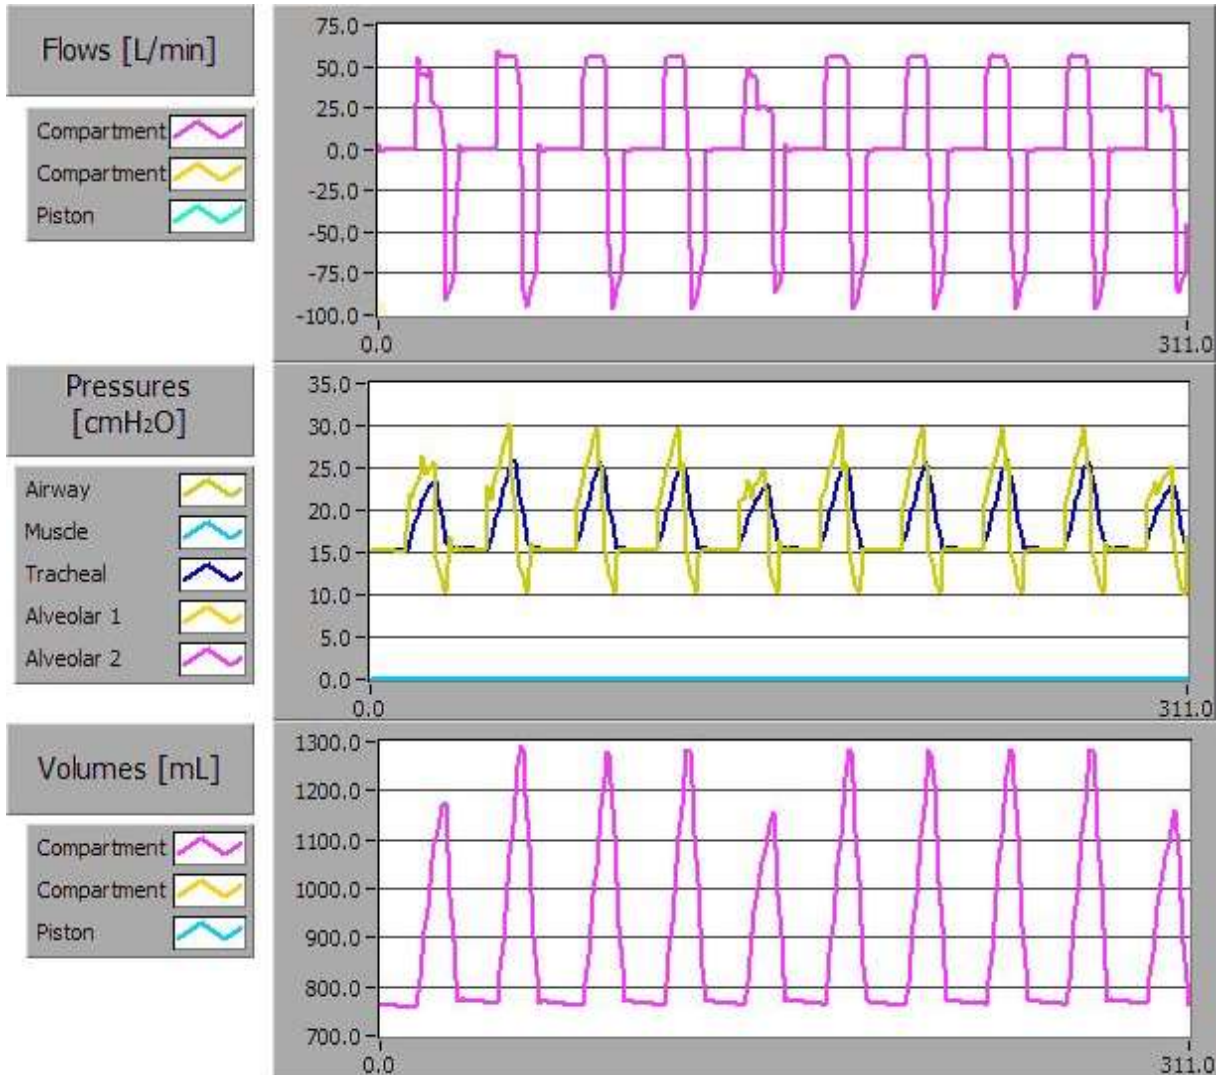 Flows [L/min]
Compartment
Compartment
Piston
75.0
50.0
25.0
0.0
-25.0
-50.0
-75.0
-100.0
0.0 311.0
Pressures
[cmH₂O]
Airway
Muscle
Tracheal
Alveolar 1
Alveolar 2
35.0
30.0
25.0
20.0
15.0
10.0
5.0
0.0
0.0 311.0
Volumes [mL]
Compartment
Compartment
Piston
1300.0
1200.0
1100.0
1000.0
900.0
800.0
700.0
0.0 311.0